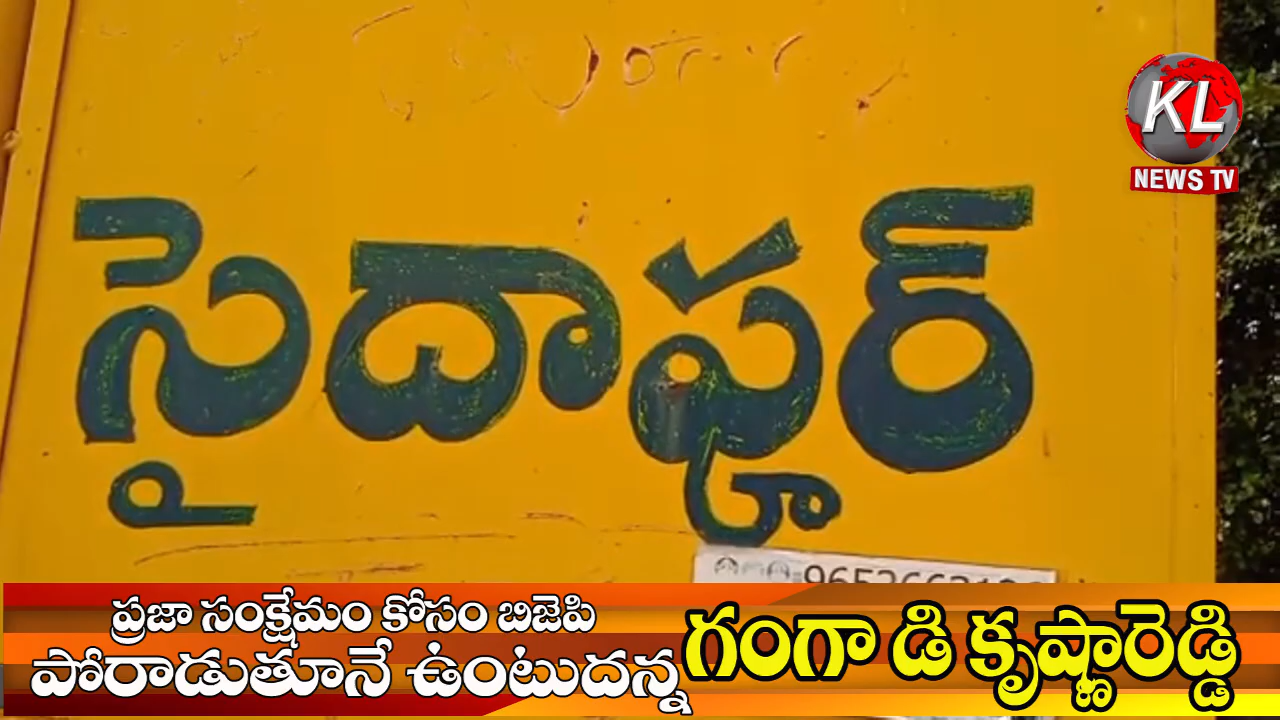 KL
NEWS TV
సైదాపూర్
ప్రజా సంక్షేమం కోసం బిజెపి
పోరాడుతూనే ఉంటుదన్న
గంగా డి కృష్ణారెడ్డి